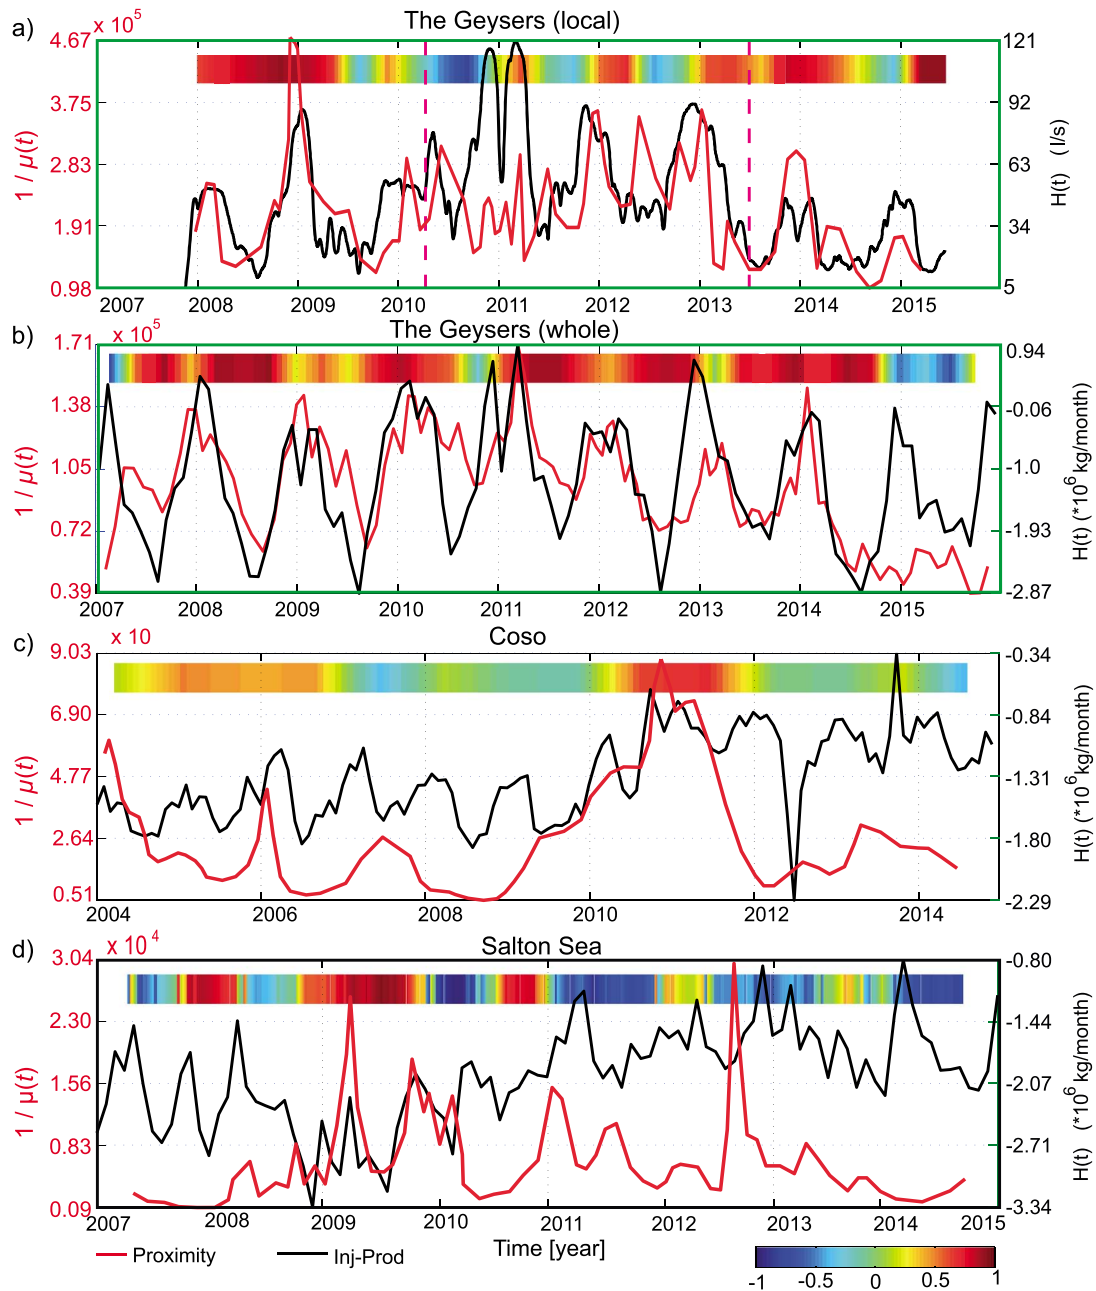 a)
The Geysers (local)
x 10^5
4.67
3.75
2.83
1.91
0.98
1 / μ(t)
121
92
63
34
5
H(t) (l/s)
2007 2008 2009 2010 2011 2012 2013 2014 2015
b)
The Geysers (whole)
x 10^5
1.71
1.38
1.05
0.72
0.39
1 / μ(t)
0.94
-0.06
-1.0
-1.93
-2.87
H(t) (*10^6 kg/month)
2007 2008 2009 2010 2011 2012 2013 2014 2015
c)
Coso
x 10
9.03
6.90
4.77
2.64
0.51
1 / μ(t)
-0.34
-0.84
-1.31
-1.80
-2.29
H(t) (*10^6 kg/month)
2004 2006 2008 2010 2012 2014
d)
Salton Sea
x 10^4
3.04
2.30
1.56
0.83
0.09
1 / μ(t)
-0.80
-1.44
-2.07
-2.71
-3.34
H(t) (*10^6 kg/month)
2007 2008 2009 2010 2011 2012 2013 2014 2015
Time [year]
Proximity
Inj-Prod
-1 -0.5 0 0.5 1